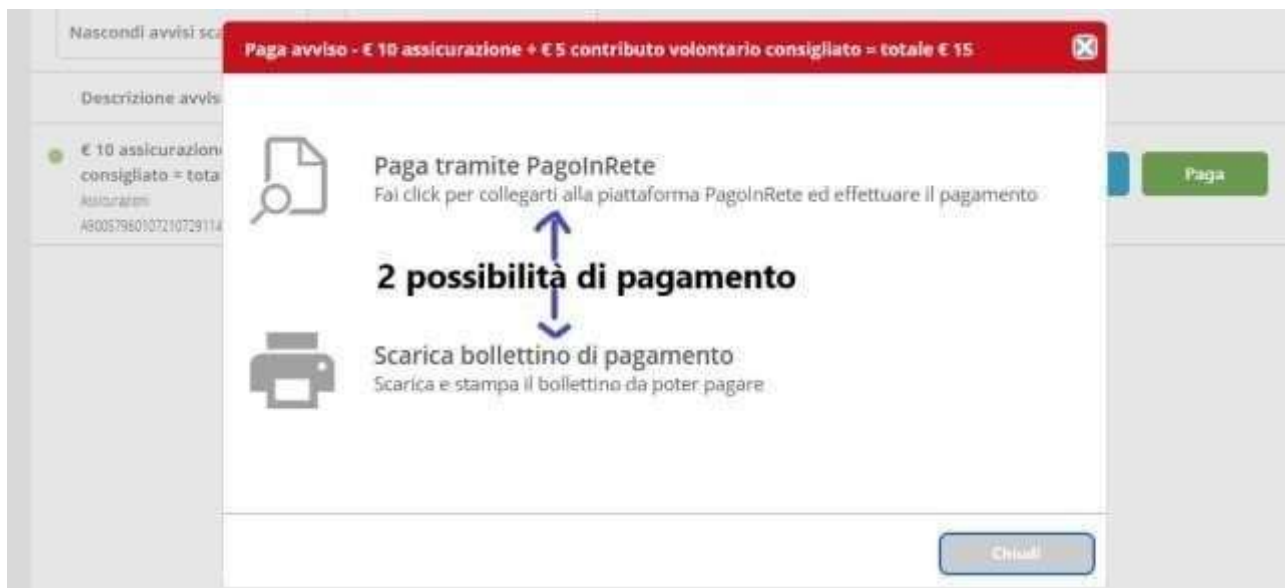 Nascondi avvisi sca
Paga avviso - € 10 assicurazione + € 5 contributo volontario consigliato = totale € 15
Descrizione avvis
€ 10 assicurazion
consigliato = tota
Assicurazioni
Paga tramite PagoInRete
Fai click per collegarti alla piattaforma PagoInRete ed effettuare il pagamento
Paga
2 possibilità di pagamento
Scarica bollettino di pagamento
Scarica e stampa il bollettino da poter pagare
Chiudi